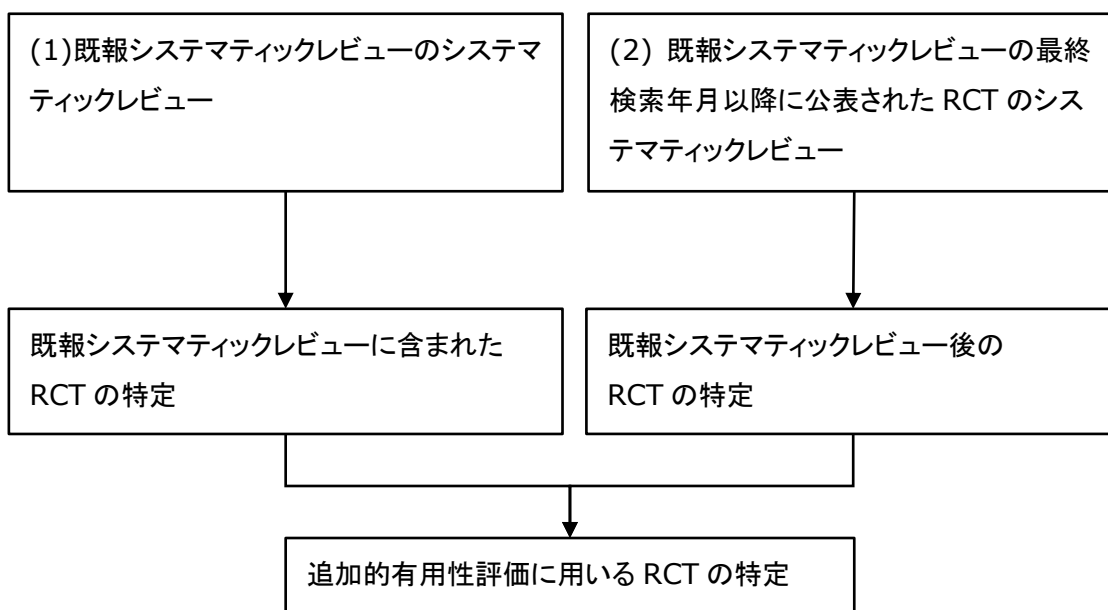 (1)既報システマティックレビューのシステマ
ティックレビュー
(2) 既報システマティックレビューの最終
検索年月以降に公表された RCT のシス
テマティックレビュー
既報システマティックレビューに含まれた
RCT の特定
既報システマティックレビュー後の
RCT の特定
追加的有用性評価に用いる RCT の特定